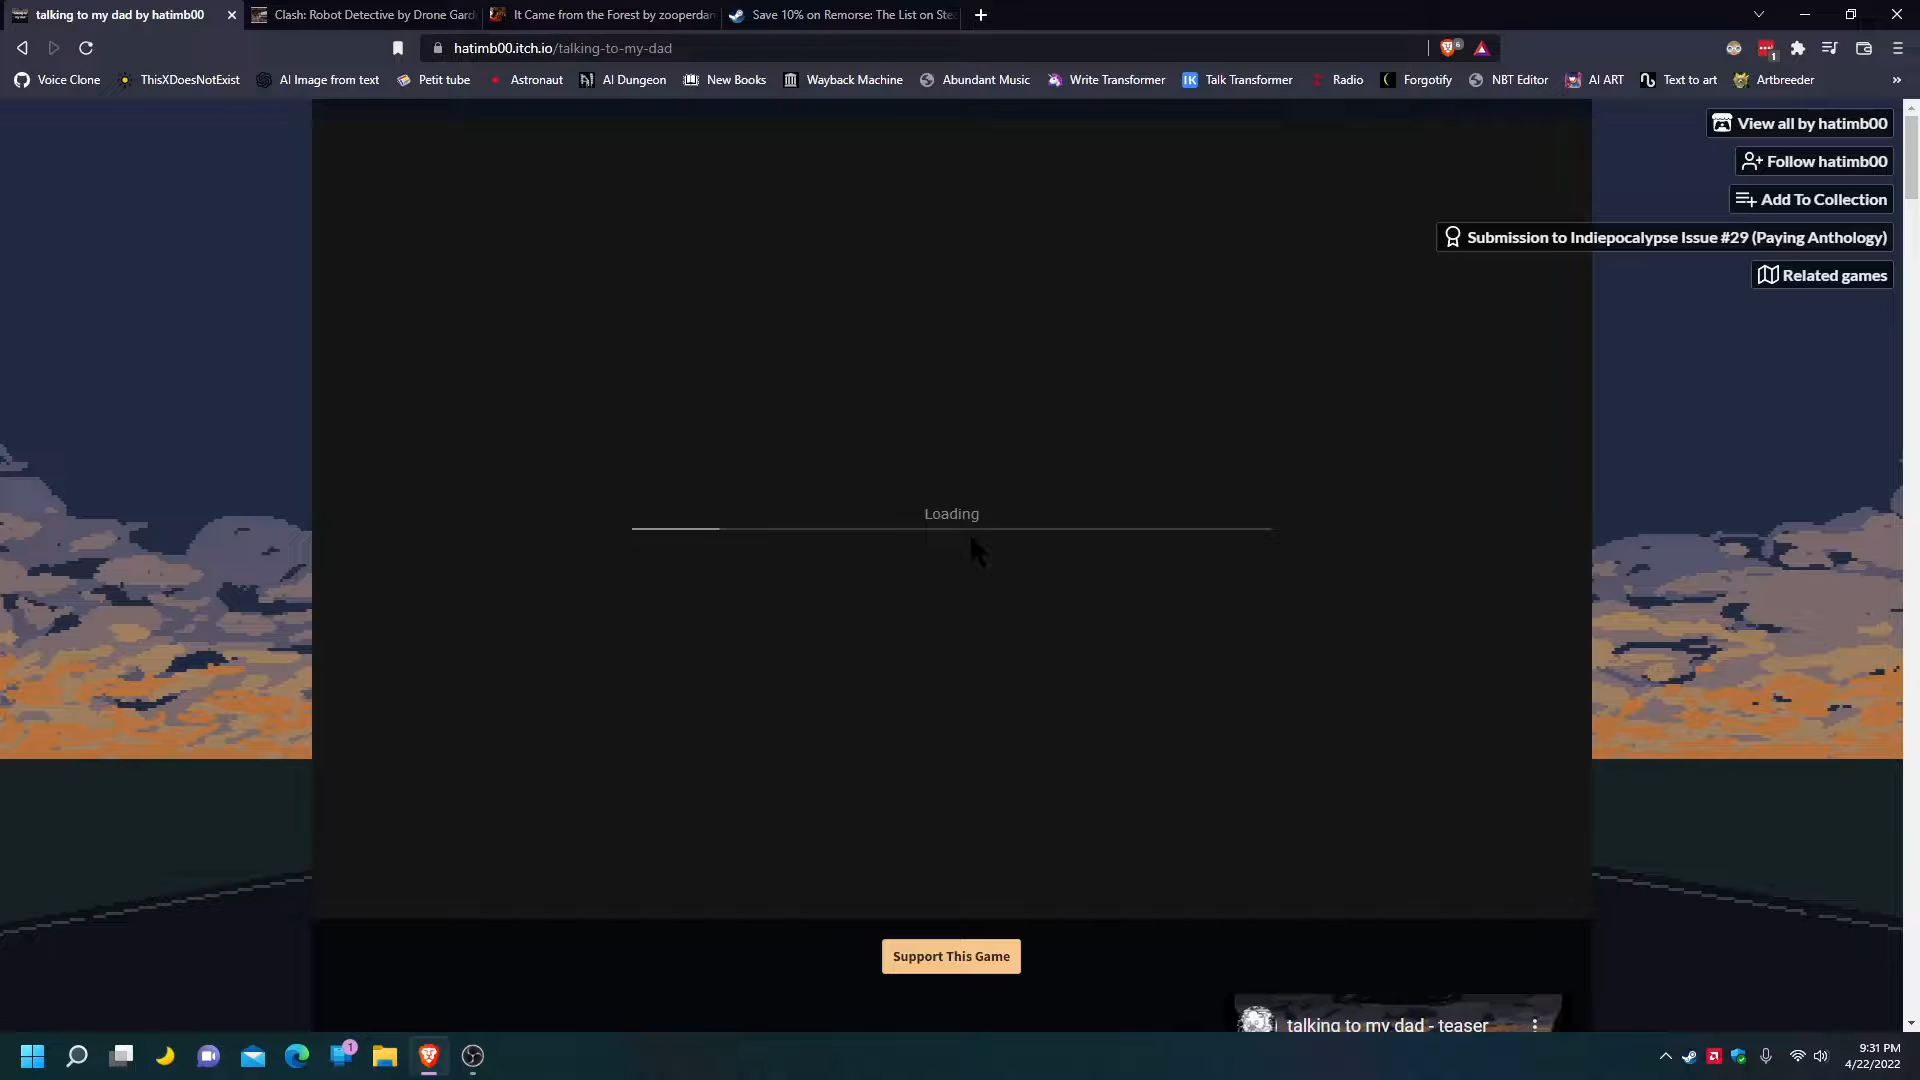 talking to my dad by hatimb00
Clash: Robot Detective by Drone Gard
It Came from the Forest by zooperdan
Save 10% on Remorse: The List on Ste
hatimb00.itch.io/talking-to-my-dad
6
1
Voice Clone
ThisXDoesNotExist
AI Image from text
Petit tube
Astronaut
AI Dungeon
New Books
Wayback Machine
Abundant Music
Write Transformer
Talk Transformer
Radio
Forgotify
NBT Editor
AI ART
Text to art
Artbreeder
View all by hatimb00
Follow hatimb00
Add To Collection
Submission to Indiepocalypse Issue #29 (Paying Anthology)
Related games
Loading
Support This Game
talking to my dad - teaser
1
9:31 PM
4/22/2022